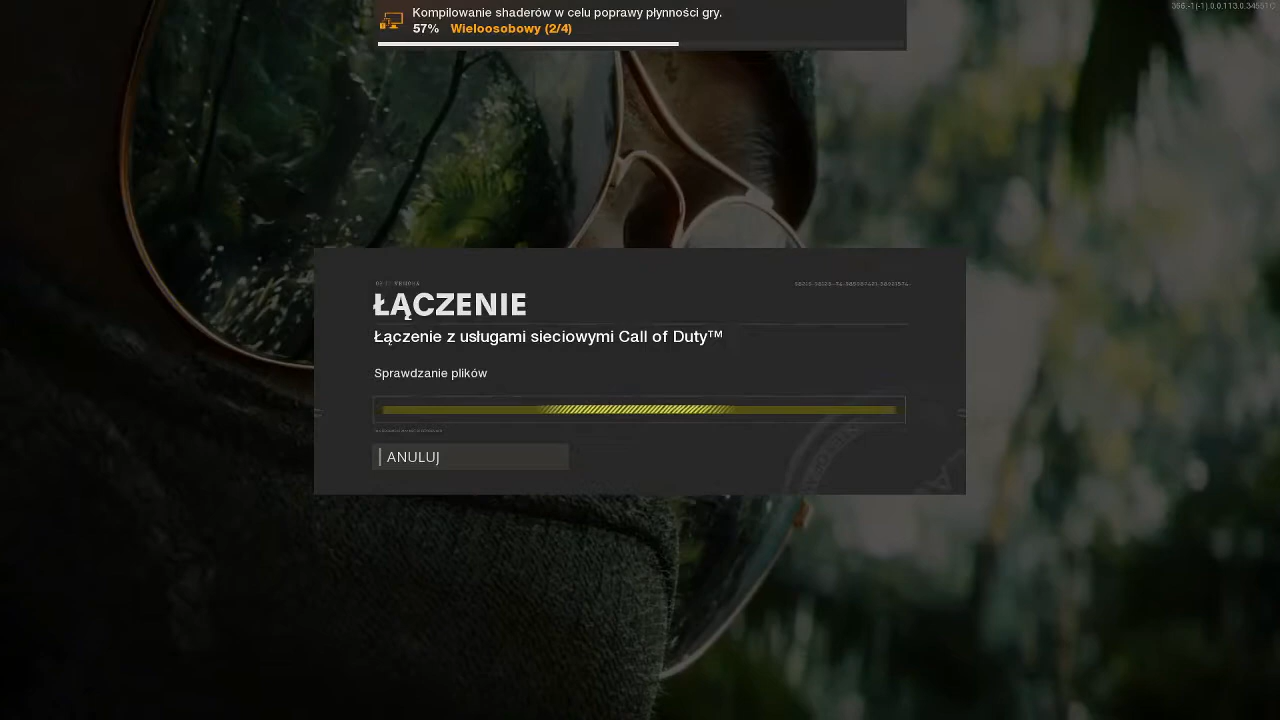 Kompilowanie shaderów w celu poprawy płynności gry.
57% Wieloosobowy (2/4)
ŁĄCZENIE
Łączenie z usługami sieciowymi Call of Duty™
Sprawdzanie plików
ANULUJ